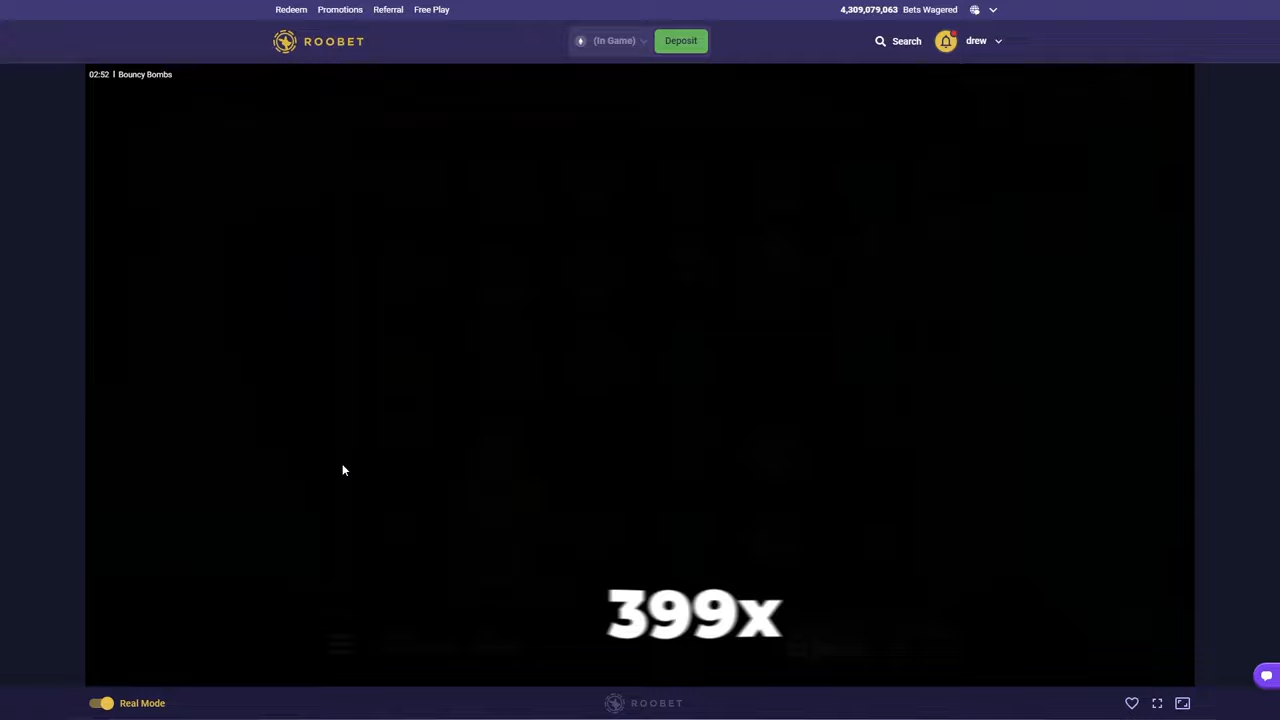 Redeem Promotions Referral Free Play 4,309,079,063 Bets Wagered
ROOBET (In Game) Deposit Search drew
02:52 | Bouncy Bombs
399x
Real Mode ROOBET